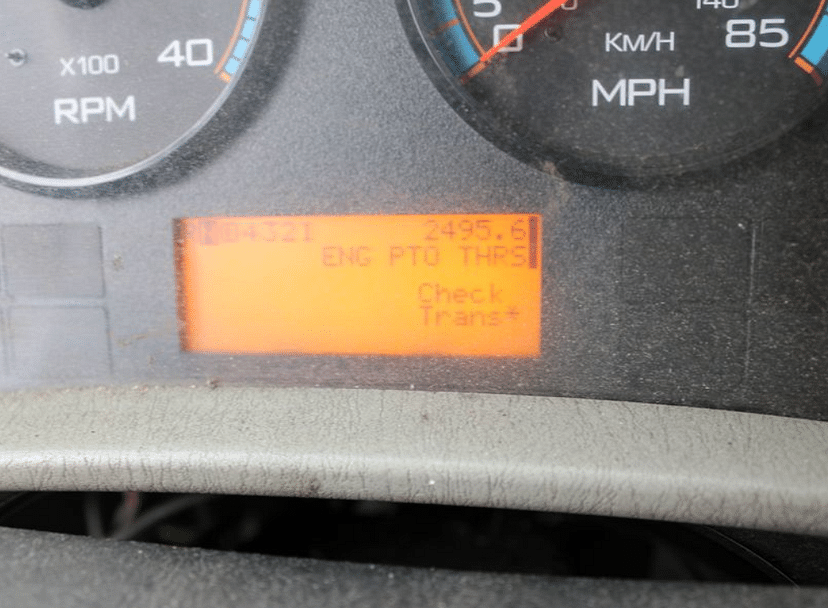 40
X100
RPM
5
0
140
KM/H
85
MPH
04321 2495.6
ENG PTO THRS
Check
Trans*